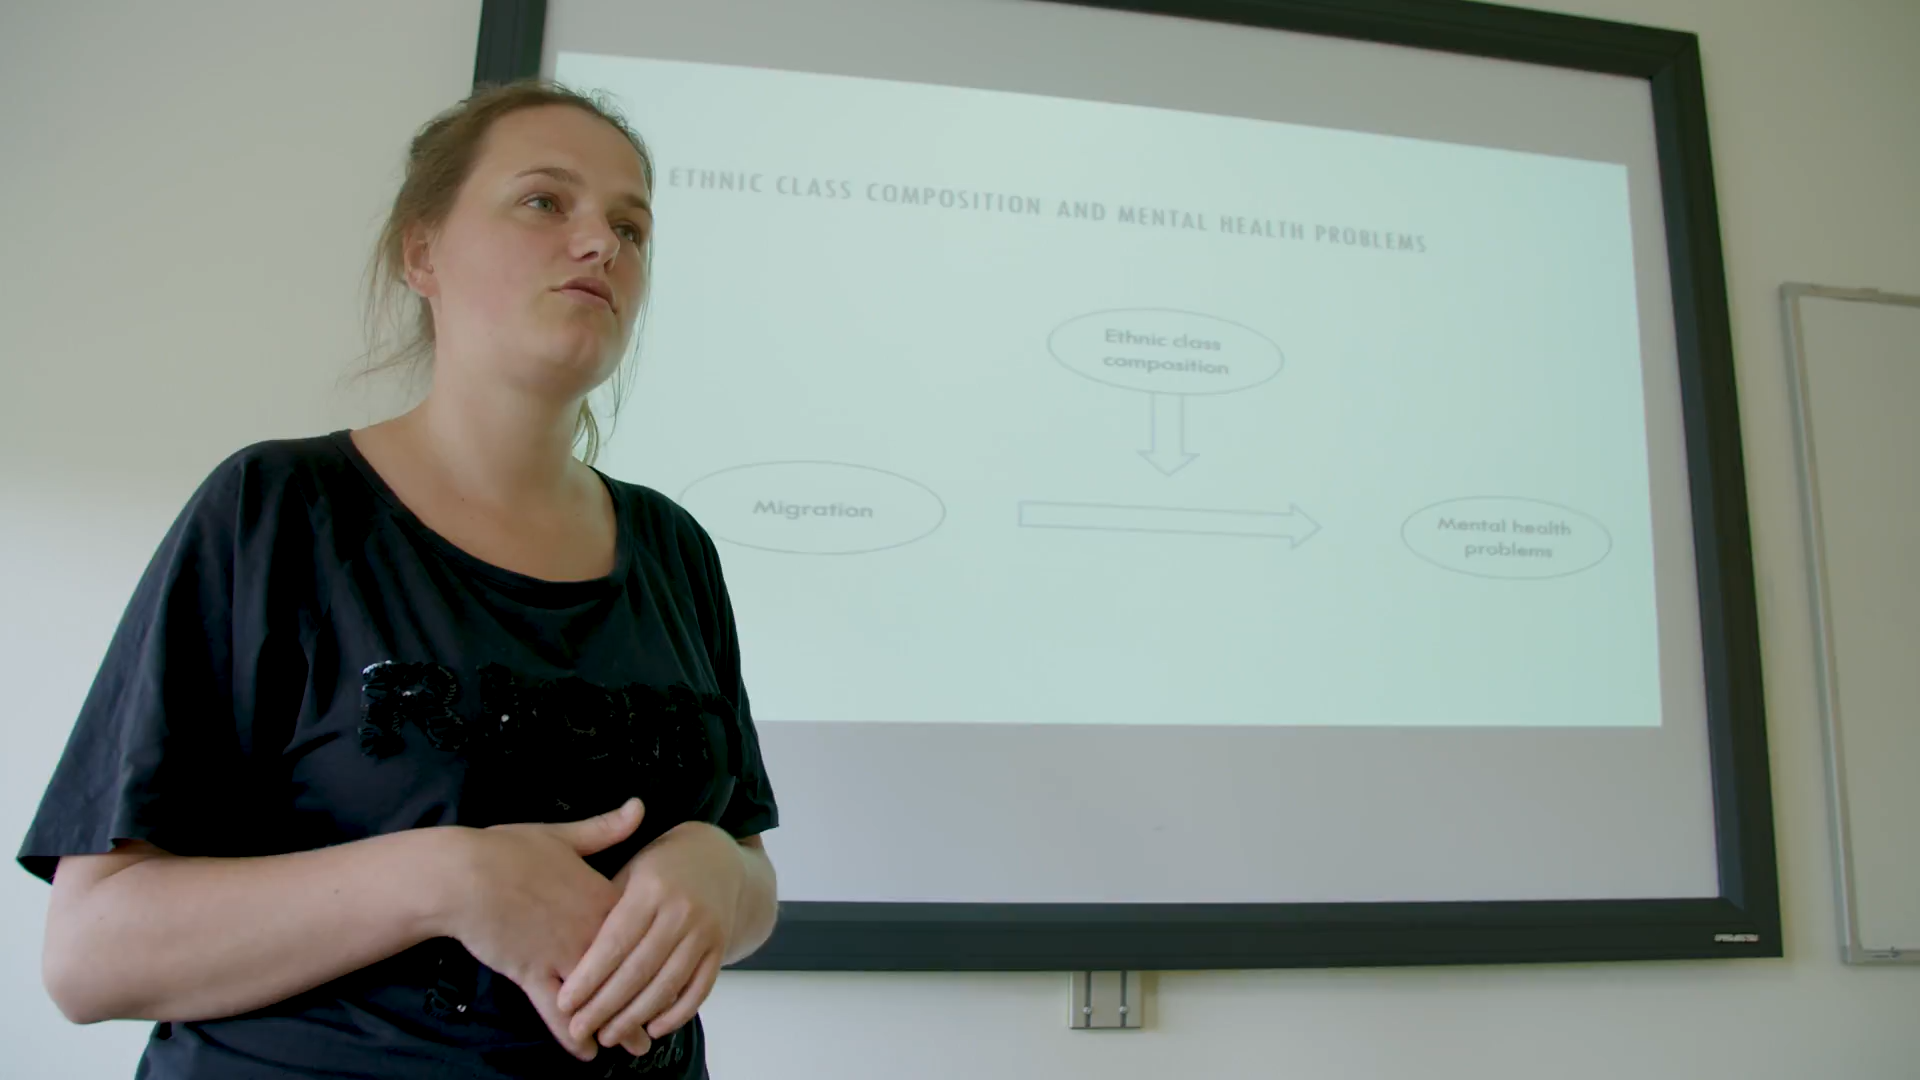 ETHNIC CLASS COMPOSITION AND MENTAL HEALTH PROBLEMS
Ethnic class
composition
Migration
Mental health
problems